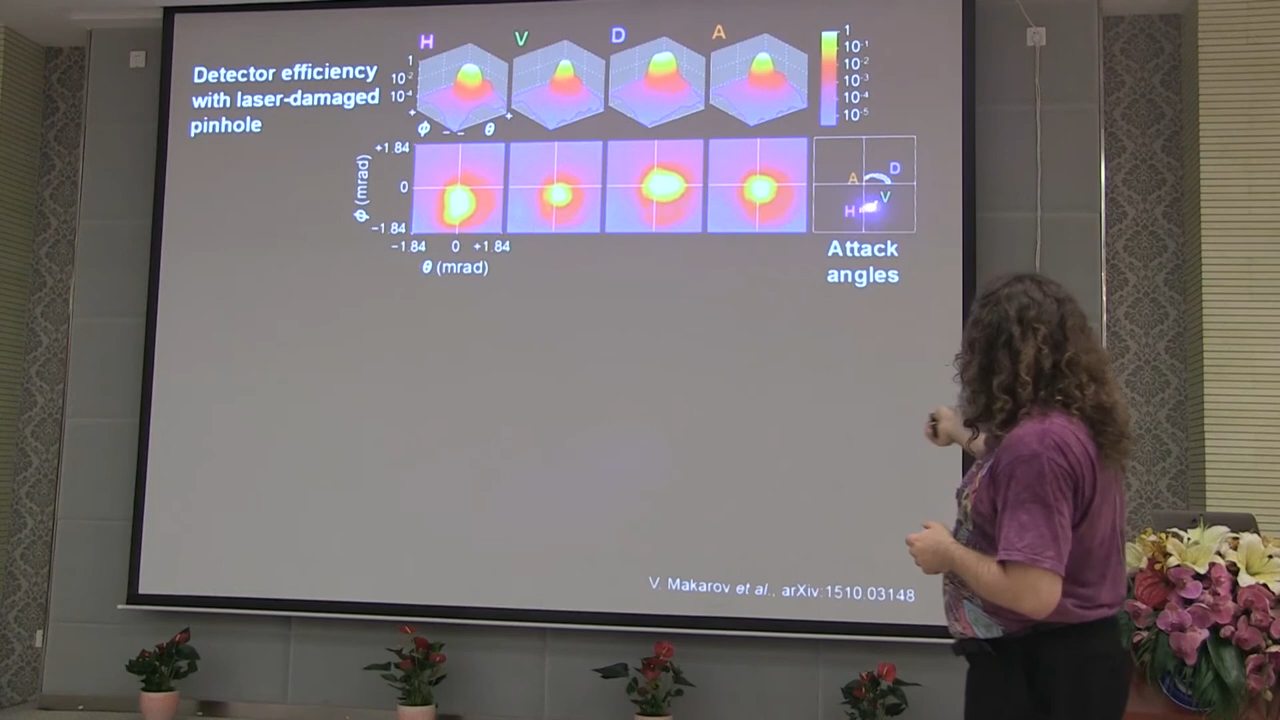 H V D A
Detector efficiency
with laser-damaged
pinhole
1
10⁻²
10⁻⁴
+ ϕ − − θ +
1
10⁻¹
10⁻²
10⁻³
10⁻⁴
10⁻⁵
ϕ (mrad)
+1.84
0
−1.84
−1.84 0 +1.84
θ (mrad)
A D
V
H
Attack
angles
V. Makarov et al., arXiv:1510.03148